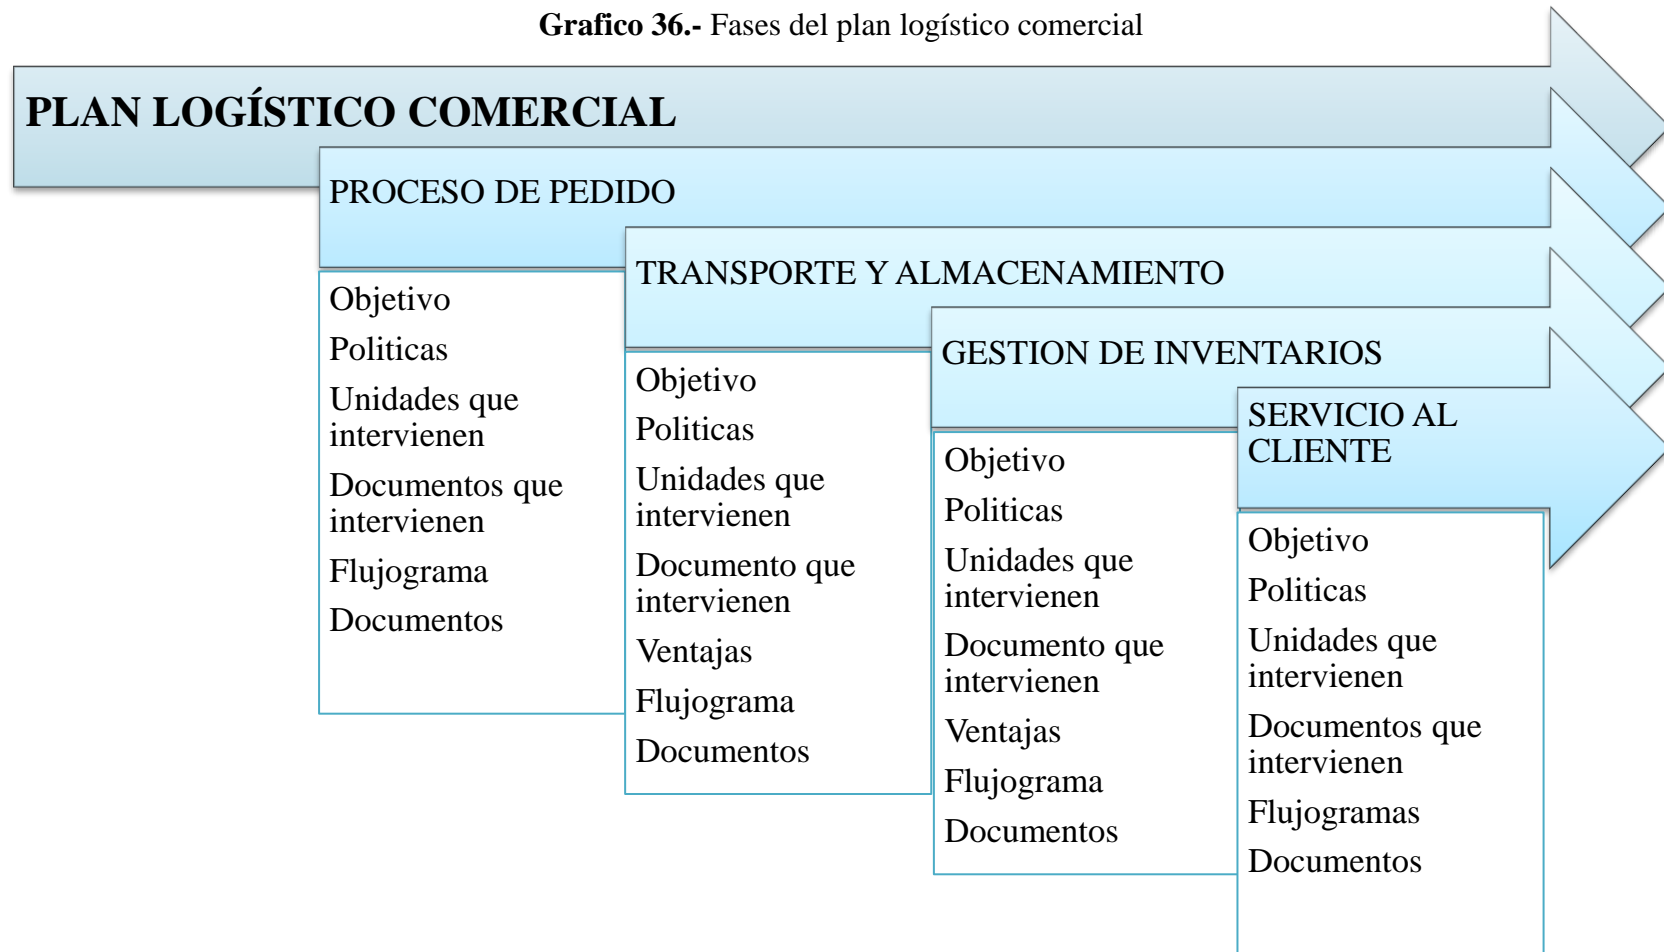 Grafico 36.- Fases del plan logístico comercial
PLAN LOGÍSTICO COMERCIAL
PROCESO DE PEDIDO
Objetivo
Politicas
Unidades que
intervienen
Documentos que
intervienen
Flujograma
Documentos
TRANSPORTE Y ALMACENAMIENTO
Objetivo
Politicas
Unidades que
intervienen
Documento que
intervienen
Ventajas
Flujograma
Documentos
GESTION DE INVENTARIOS
Objetivo
Politicas
Unidades que
intervienen
Documento que
intervienen
Ventajas
Flujograma
Documentos
SERVICIO AL
CLIENTE
Objetivo
Politicas
Unidades que
intervienen
Documentos que
intervienen
Flujogramas
Documentos